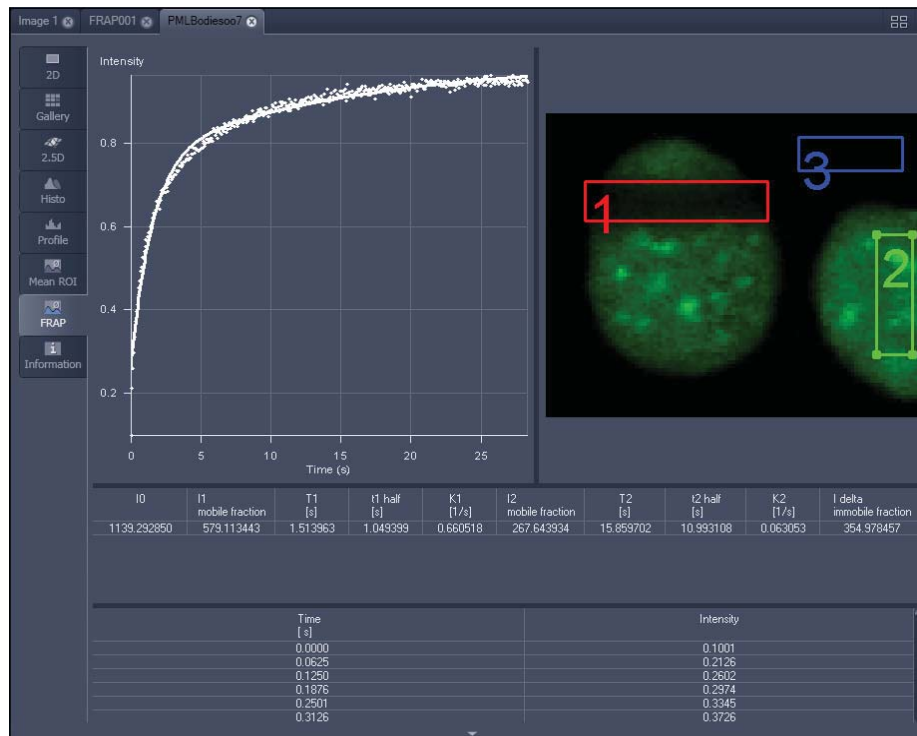 Image 1
FRAP001
PMLBodiesoo7
2D
Gallery
2.5D
Histo
Profile
Mean ROI
FRAP
Information
Intensity
0.8
0.6
0.4
0.2
0 5 10 15 20 25
Time (s)
1
2
3
I0 I1 T1 t1 half K1 I2 T2 t2 half K2 I delta
mobile fraction [s] [s] [1/s] mobile fraction [s] [s] [1/s] immobile fraction
1139.292850 579.113443 1.513963 1.049399 0.660518 267.643934 15.859702 10.993108 0.063053 354.978457
Time Intensity
[ s]
0.0000 0.1001
0.0625 0.2126
0.1250 0.2602
0.1876 0.2974
0.2501 0.3345
0.3126 0.3726